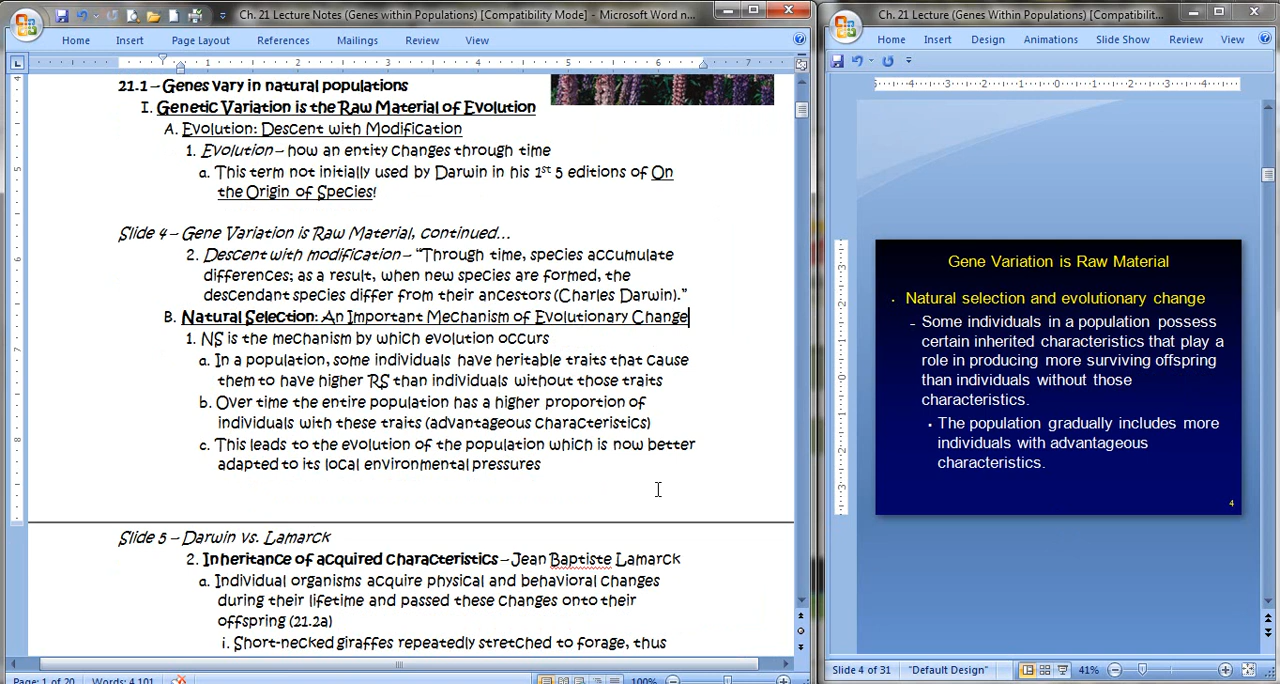 Ch. 21 Lecture Notes (Genes within Populations) [Compatibility Mode] - Microsoft Word n...
Home Insert Page Layout References Mailings Review View
1 2 3 4 5 6 7
21.1 – Genes vary in natural populations
I. Genetic Variation is the Raw Material of Evolution
A. Evolution: Descent with Modification
1. Evolution – how an entity changes through time
a. This term not initially used by Darwin in his 1st 5 editions of On
the Origin of Species!
Slide 4 – Gene Variation is Raw Material, continued...
2. Descent with modification – “Through time, species accumulate
differences; as a result, when new species are formed, the
descendant species differ from their ancestors (Charles Darwin).”
B. Natural Selection: An Important Mechanism of Evolutionary Change
1. NS is the mechanism by which evolution occurs
a. In a population, some individuals have heritable traits that cause
them to have higher RS than individuals without those traits
b. Over time the entire population has a higher proportion of
individuals with these traits (advantageous characteristics)
c. This leads to the evolution of the population which is now better
adapted to its local environmental pressures
Slide 5 – Darwin vs. Lamarck
2. Inheritance of acquired characteristics – Jean Baptiste Lamarck
a. Individual organisms acquire physical and behavioral changes
during their lifetime and passed these changes onto their
offspring (21.2a)
i. Short-necked giraffes repeatedly stretched to forage, thus
Page: 1 of 20 Words: 4,101 100%
Ch. 21 Lecture (Genes Within Populations) [Compatibilit...
Home Insert Design Animations Slide Show Review View
Gene Variation is Raw Material
• Natural selection and evolutionary change
– Some individuals in a population possess
certain inherited characteristics that play a
role in producing more surviving offspring
than individuals without those
characteristics.
• The population gradually includes more
individuals with advantageous
characteristics.
4
Slide 4 of 31 "Default Design" 41%